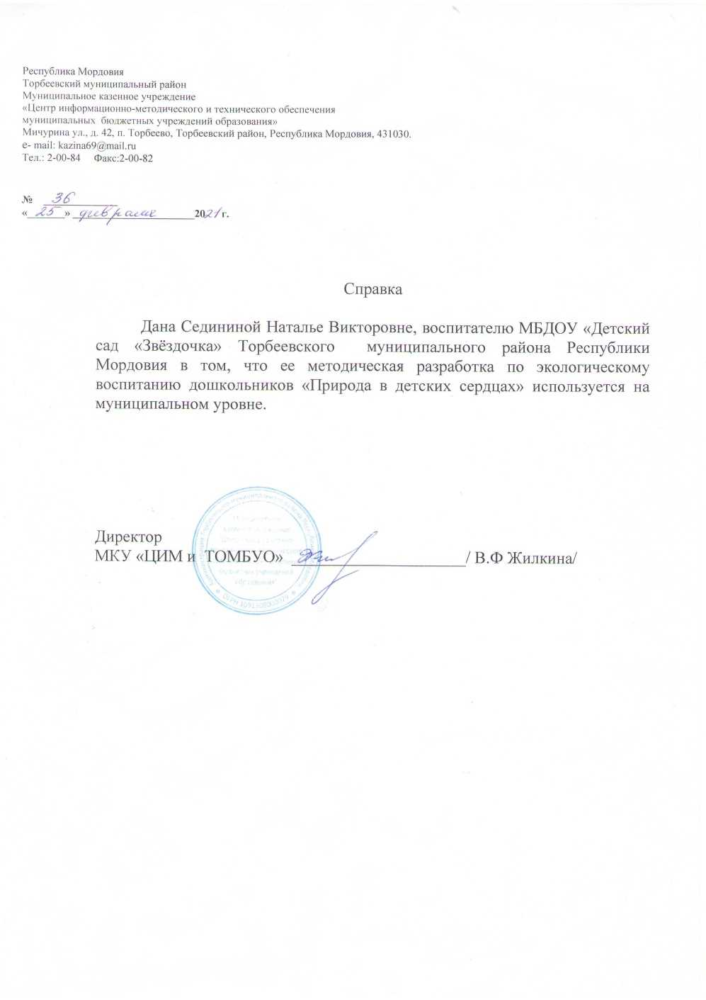 Республика Мордовия
Торбеевский муниципальный район
Муниципальное казенное учреждение
«Центр информационно-методического и технического обеспечения
муниципальных бюджетных учреждений образования»
Мичурина ул., д. 42, п. Торбеево, Торбеевский район, Республика Мордовия, 431030.
e- mail: kazina69@mail.ru
Тел.: 2-00-84 Факс:2-00-82
№ 36
«25» февраля 2021 г.
Справка
Дана Седининой Наталье Викторовне, воспитателю МБДОУ «Детский
сад «Звёздочка» Торбеевского муниципального района Республики
Мордовия в том, что ее методическая разработка по экологическому
воспитанию дошкольников «Природа в детских сердцах» используется на
муниципальном уровне.
Директор
МКУ «ЦИМ и ТОМБУО» / В.Ф Жилкина/